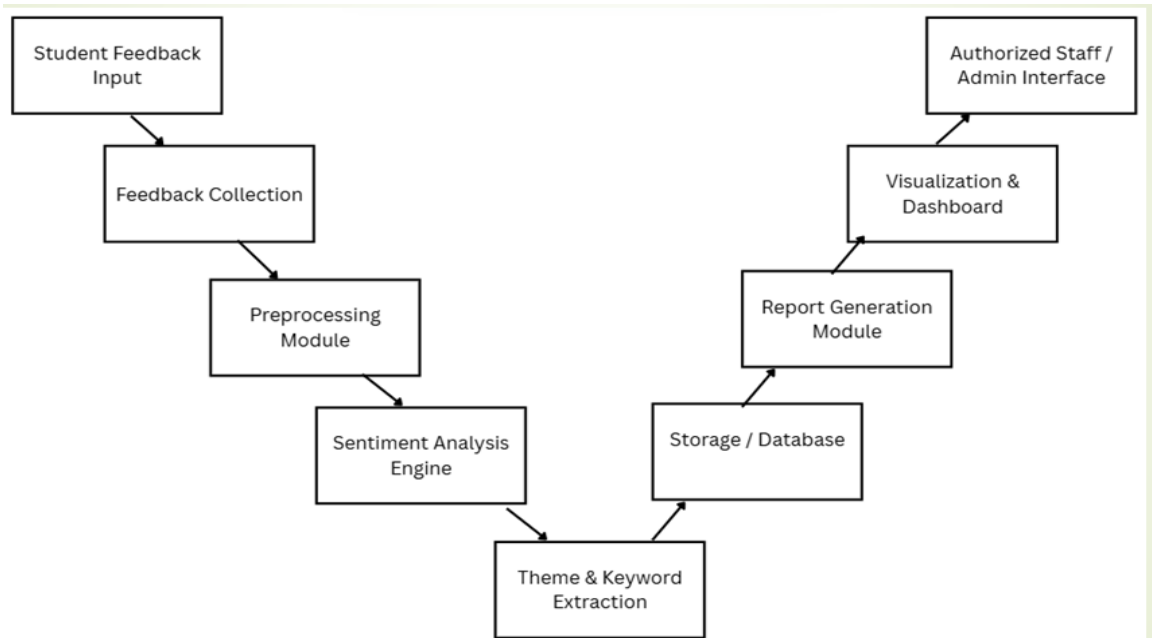 Student Feedback
Input
Feedback Collection
Preprocessing
Module
Sentiment Analysis
Engine
Theme & Keyword
Extraction
Storage / Database
Report Generation
Module
Visualization &
Dashboard
Authorized Staff /
Admin Interface